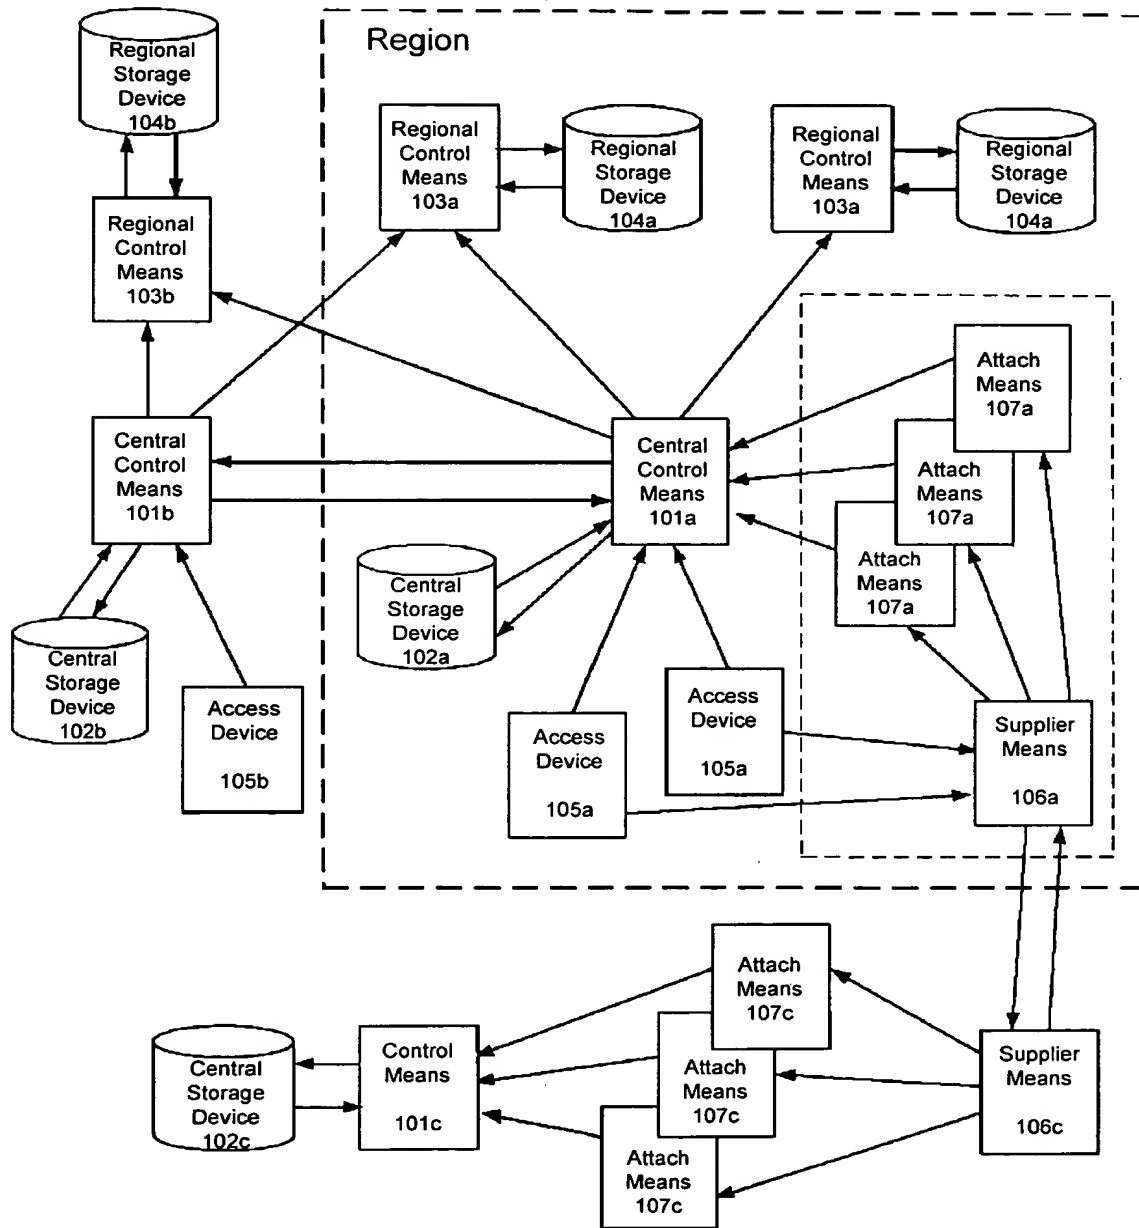 Regional
Storage
Device
104b
Region
Regional
Control
Means
103a
Regional
Storage
Device
104a
Regional
Control
Means
103a
Regional
Storage
Device
104a
Regional
Control
Means
103b
Attach
Means
107a
Central
Control
Means
101b
Central
Control
Means
101a
Attach
Means
107a
Attach
Means
107a
Central
Storage
Device
102a
Central
Storage
Device
102b
Access
Device
105b
Access
Device
105a
Access
Device
105a
Supplier
Means
106a
Attach
Means
107c
Central
Storage
Device
102c
Control
Means
101c
Attach
Means
107c
Attach
Means
107c
Supplier
Means
106c